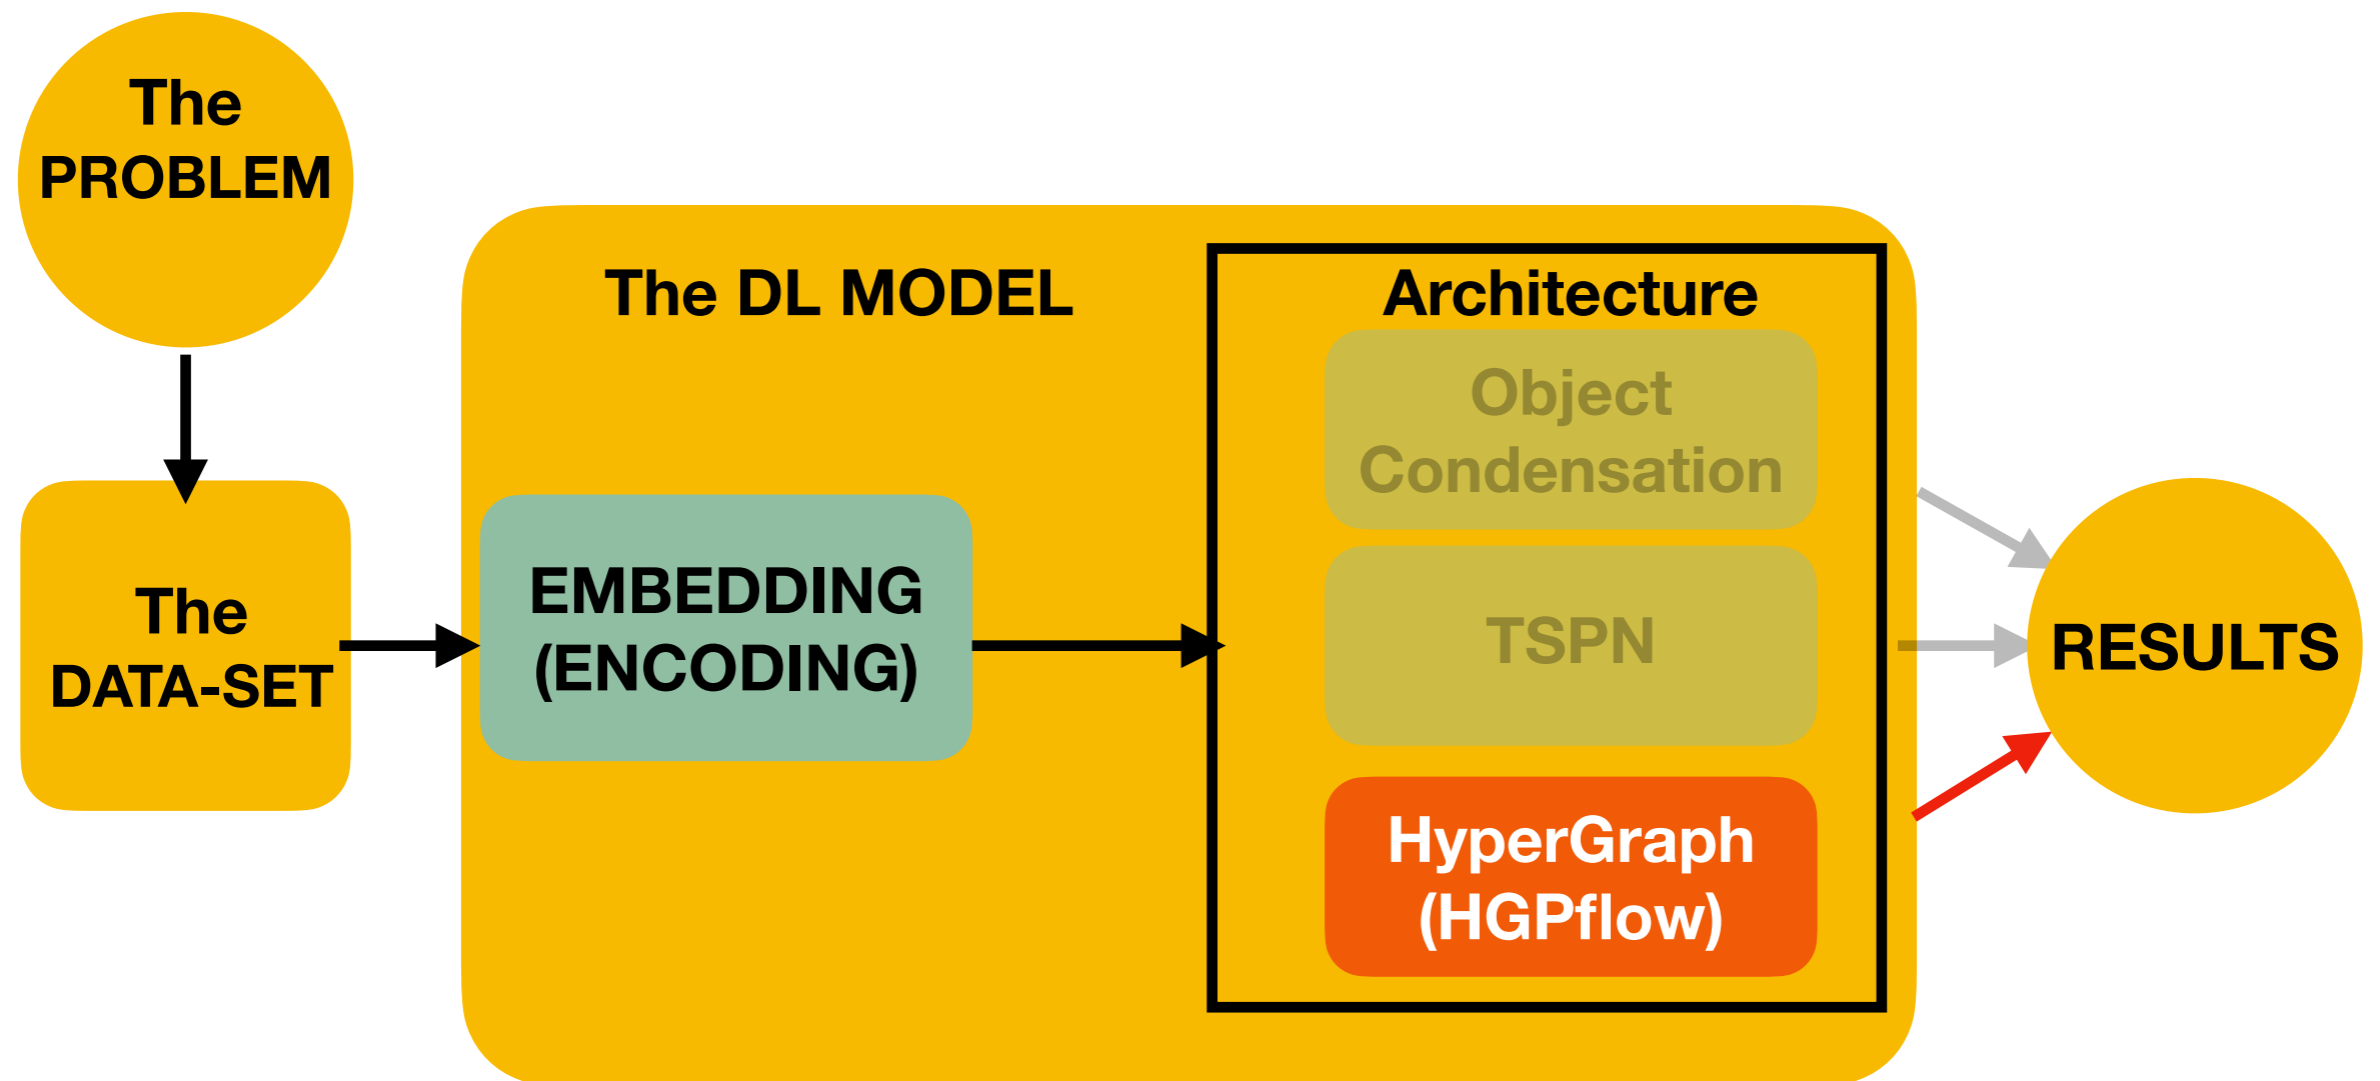 The
PROBLEM
The DL MODEL
Architecture
Object
Condensation
The
DATA-SET
EMBEDDING
(ENCODING)
TSPN
RESULTS
HyperGraph
(HGPflow)